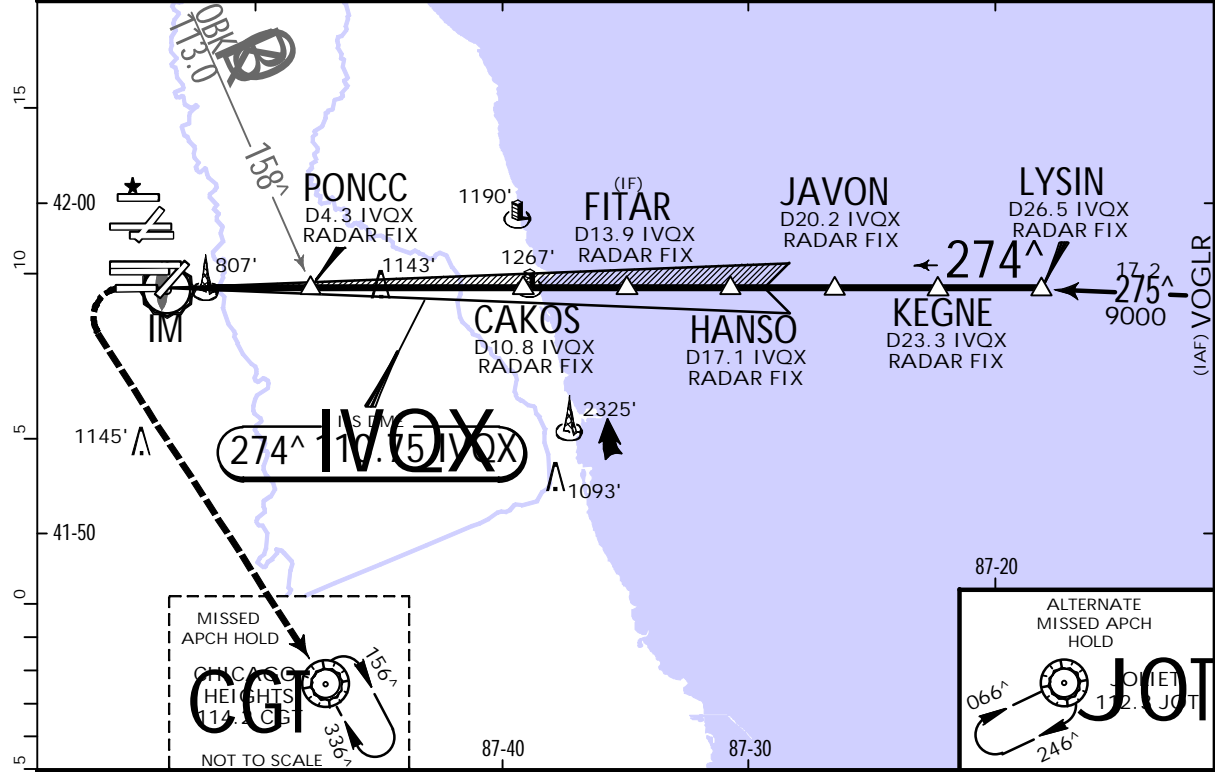 15
OBK
113.0
158^
42-00
PONCC
D4.3 IVQX
RADAR FIX
1190'
(IF)
FITAR
D13.9 IVQX
RADAR FIX
JAVON
D20.2 IVQX
RADAR FIX
LYSIN
D26.5 IVQX
RADAR FIX
10
807'
1143'
1267'
274^
17.2
275^
9000
(IAF) VOGLR
IM
CAKOS
D10.8 IVQX
RADAR FIX
HANSO
D17.1 IVQX
RADAR FIX
KEGNE
D23.3 IVQX
RADAR FIX
5
1145'
ILS DME
IVQX
274^ 110.75 IVQX
2325'
1093'
41-50
87-20
0
MISSED
APCH HOLD
CHICAGO
HEIGHTS
114.2 CGT
CGT
156^
336^
NOT TO SCALE
ALTERNATE
MISSED APCH
HOLD
JOLIET
112.3 JOT
JOT
066^
246^
5
87-40
87-30